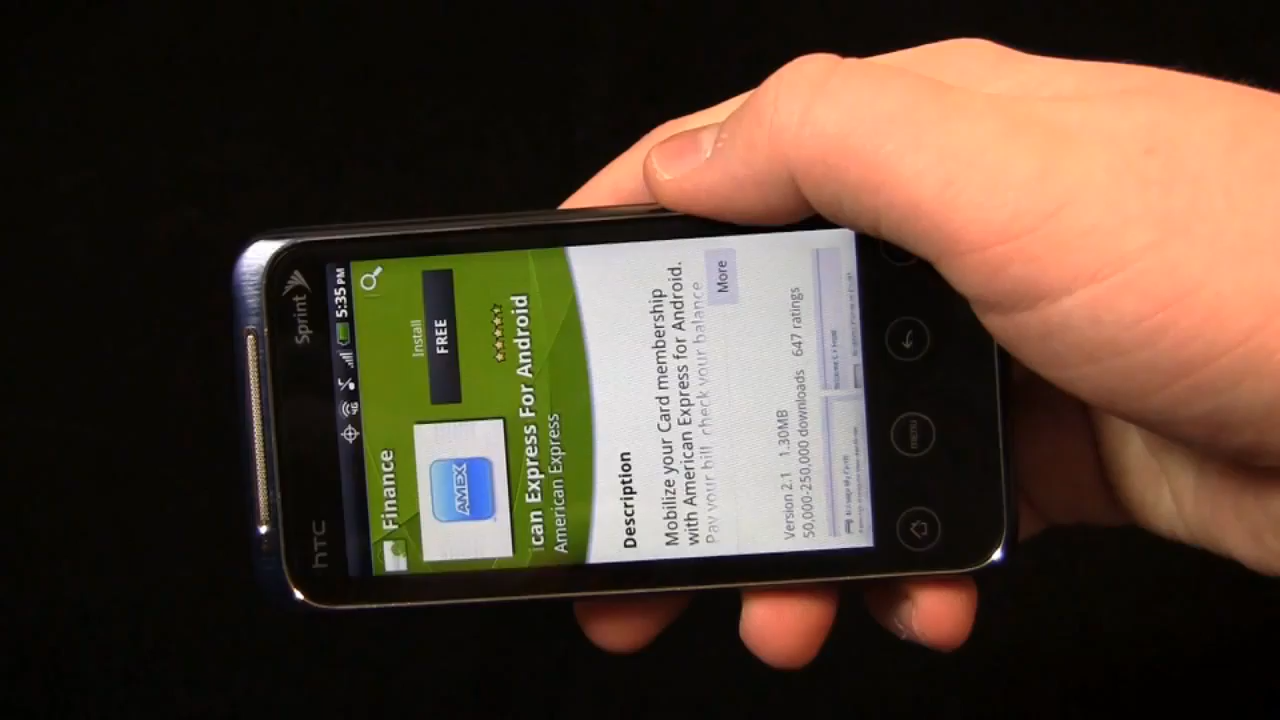 hTC
Sprint
4G
5:35 PM
Finance
AMEX
Install
FREE
ican Express For Android
American Express
Description
Mobilize your Card membership
with American Express for Android.
Pay your bill, check your balance
More
Version 2.1 1.30MB
50,000-250,000 downloads 647 ratings
MENU